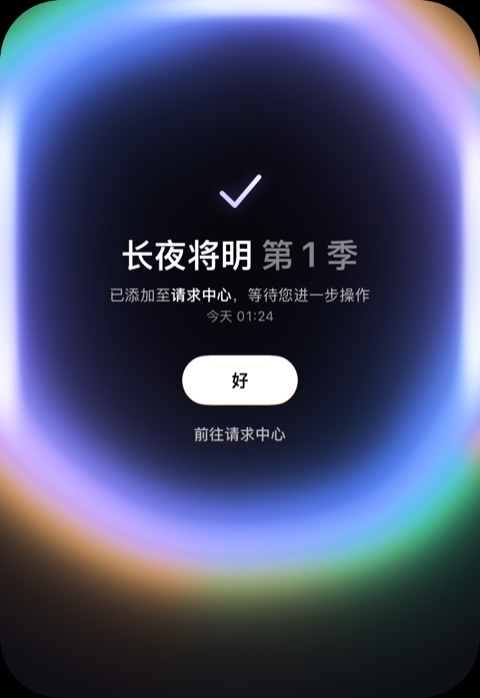 长夜将明 第 1 季
已添加至请求中心，等待您进一步操作
今天 01:24
好
前往请求中心